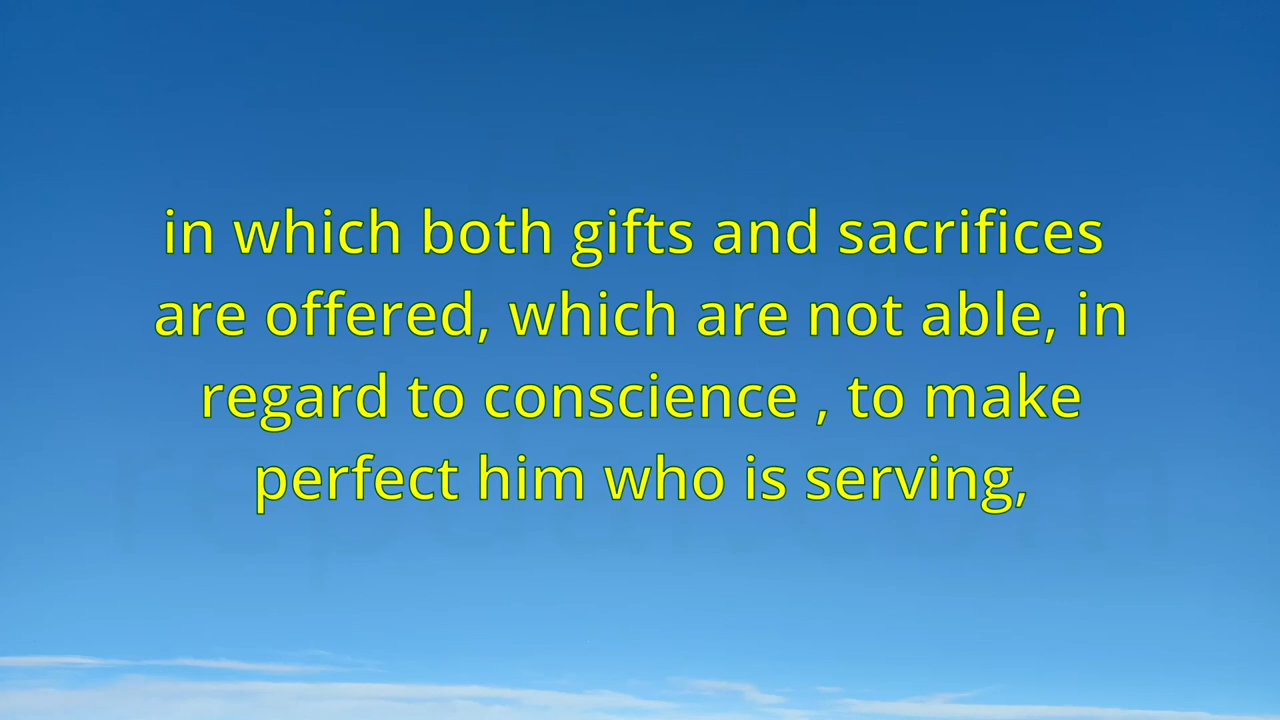 in which both gifts and sacrifices
are offered, which are not able, in
regard to conscience , to make
perfect him who is serving,